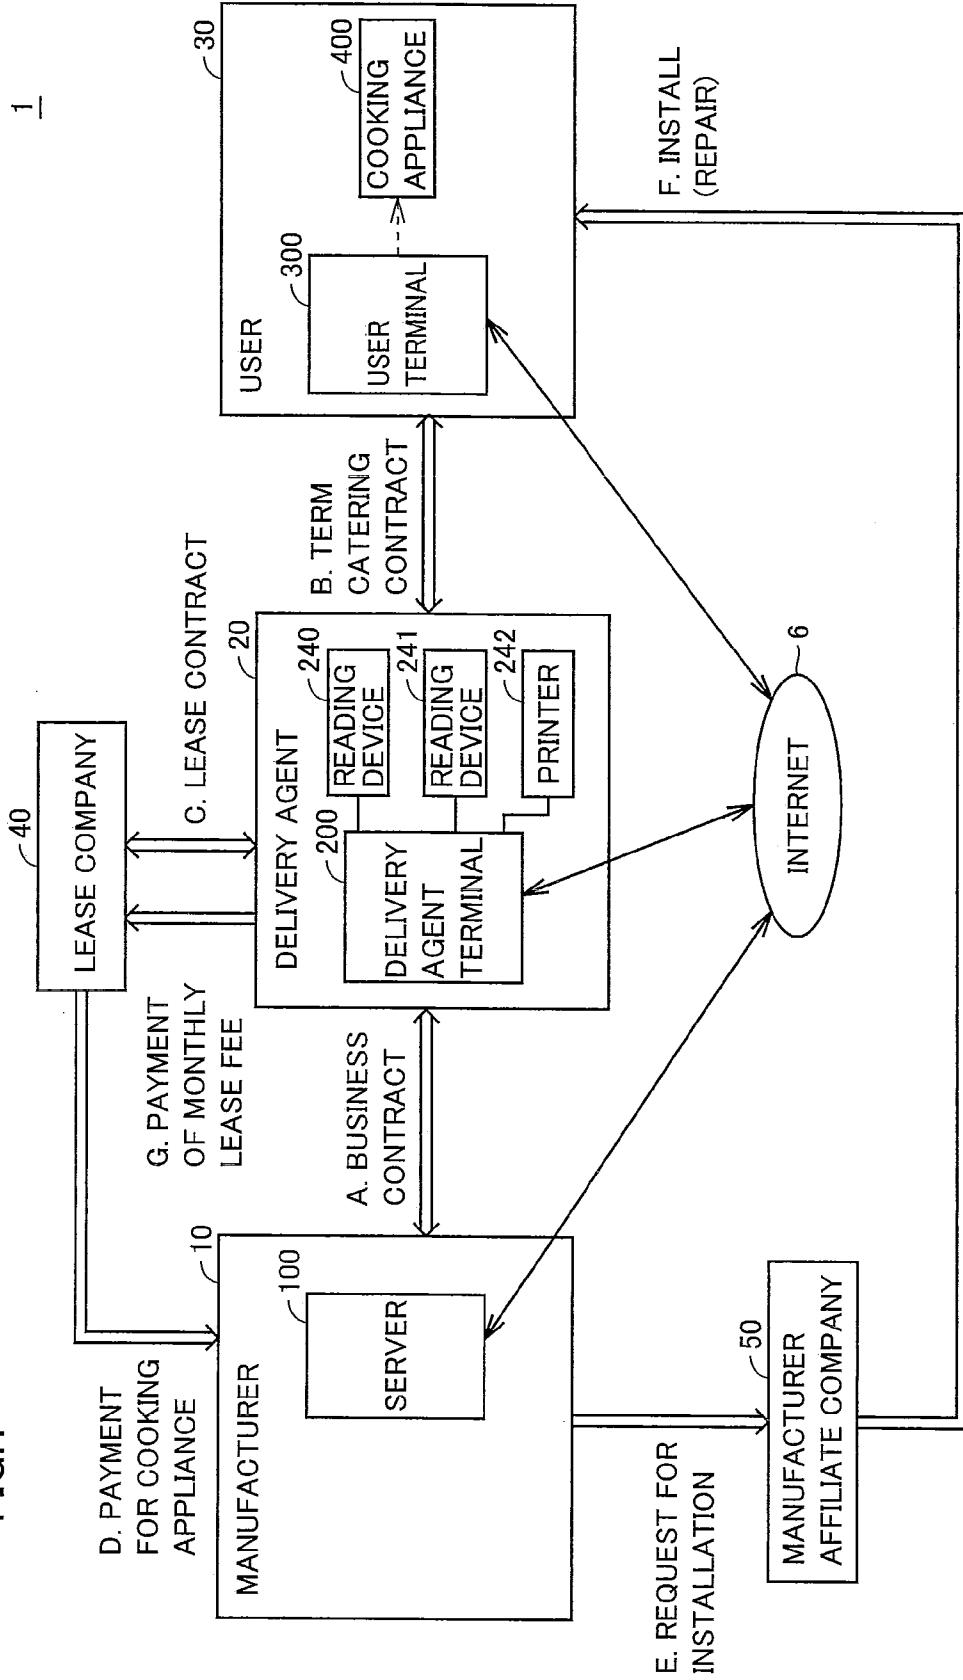 1
40
LEASE COMPANY
D. PAYMENT
FOR COOKING
APPLIANCE
G. PAYMENT
OF MONTHLY
LEASE FEE
C. LEASE CONTRACT
10
MANUFACTURER
100
SERVER
A. BUSINESS
CONTRACT
20
DELIVERY AGENT
200
DELIVERY
AGENT
TERMINAL
240
READING
DEVICE
241
READING
DEVICE
242
PRINTER
B. TERM
CATERING
CONTRACT
30
USER
300
USER
TERMINAL
400
COOKING
APPLIANCE
E. REQUEST FOR
INSTALLATION
50
MANUFACTURER
AFFILIATE COMPANY
6
INTERNET
F. INSTALL
(REPAIR)